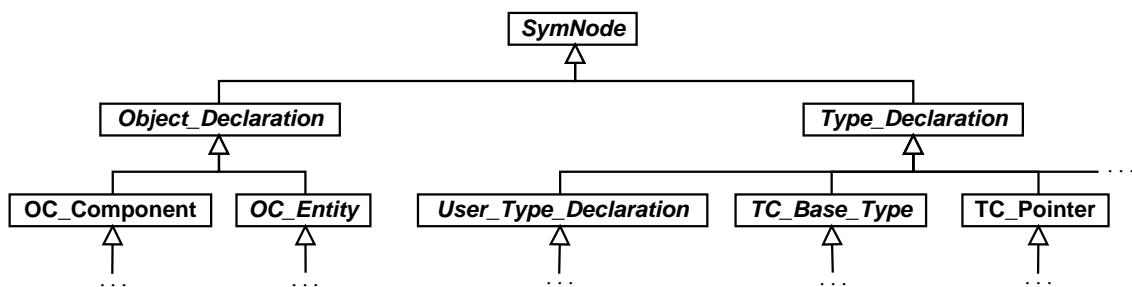 SymNode
Object_Declaration Type_Declaration
. . .
OC_Component OC_Entity User_Type_Declaration TC_Base_Type TC_Pointer
. . . . . . . . . . . . . . .